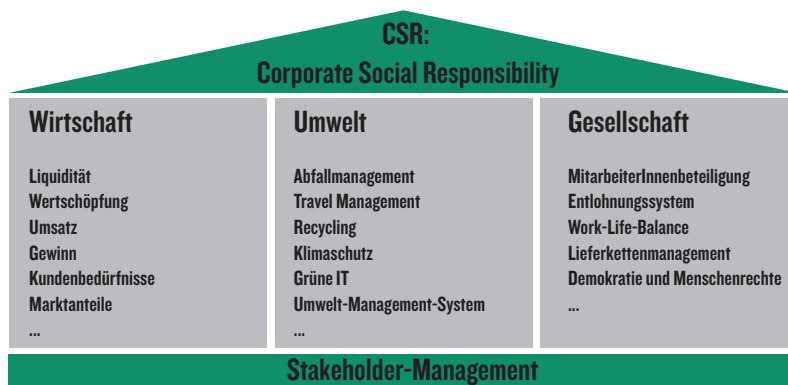 CSR:
Corporate Social Responsibility
Wirtschaft
Liquidität
Wertschöpfung
Umsatz
Gewinn
Kundenbedürfnisse
Marktanteile
...
Umwelt
Abfallmanagement
Travel Management
Recycling
Klimaschutz
Grüne IT
Umwelt-Management-System
...
Gesellschaft
MitarbeiterInnenbeteiligung
Entlohnungssystem
Work-Life-Balance
Lieferkettenmanagement
Demokratie und Menschenrechte
...
Stakeholder-Management